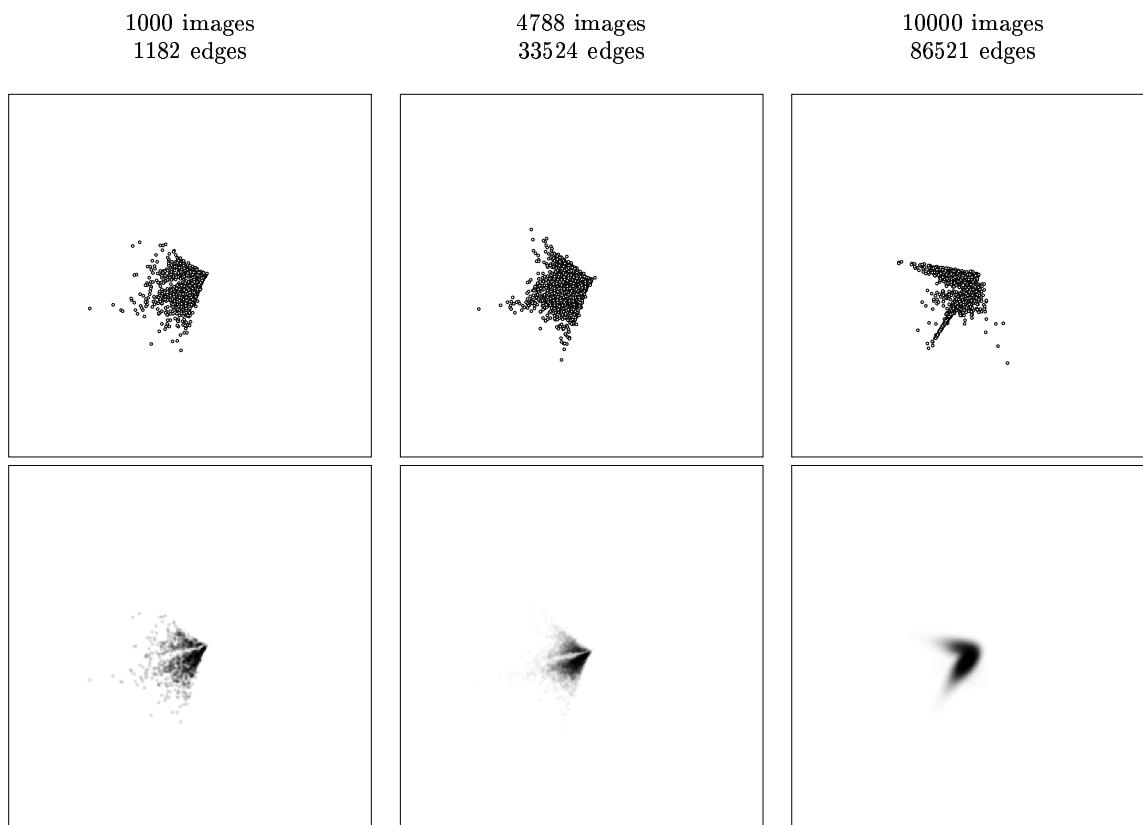 1000 images
1182 edges
4788 images
33524 edges
10000 images
86521 edges